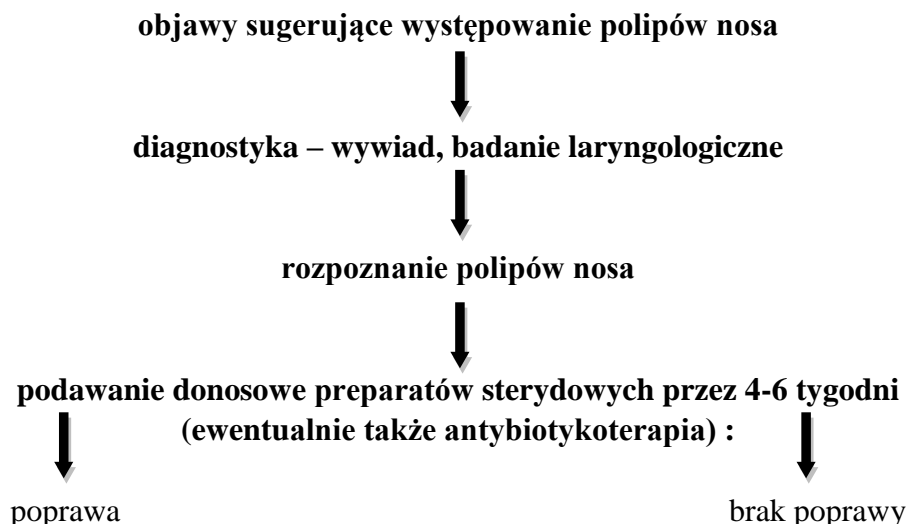 objawy sugerujące występowanie polipów nosa
diagnostyka – wywiad, badanie laryngologiczne
rozpoznanie polipów nosa
podawanie donosowe preparatów sterydowych przez 4-6 tygodni
(ewentualnie także antybiotykoterapia) :
poprawa
brak poprawy